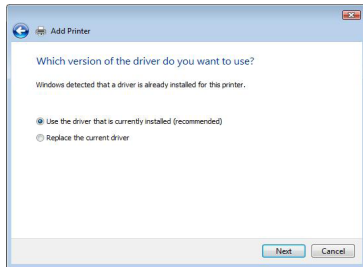 Add Printer
Which version of the driver do you want to use?
Windows detected that a driver is already installed for this printer.
Use the driver that is currently installed (recommended)
Replace the current driver
Next Cancel